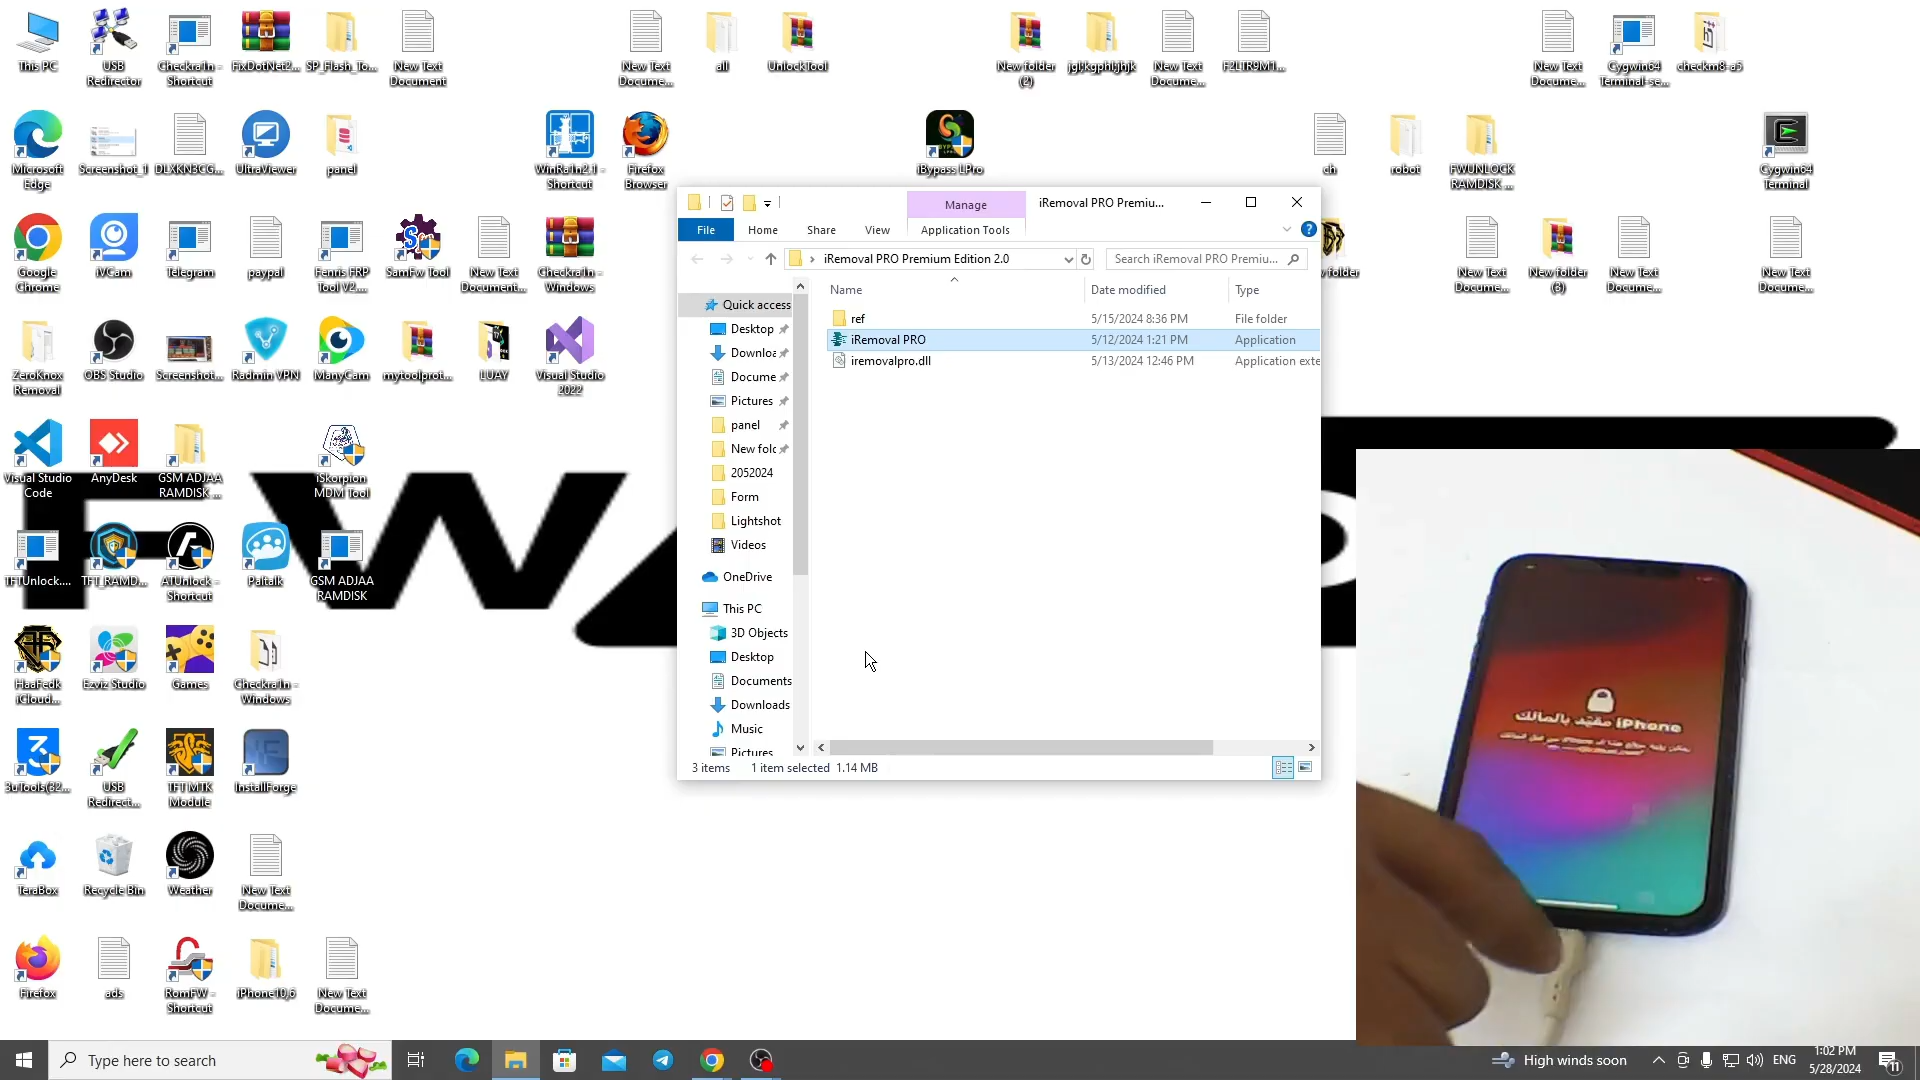 This PC
USB Redirector
Checkra1n - Shortcut
FixDotNet2...
SP_Flash_To...
New Text Document
New Text Docume...
all
UnlockTool
New folder (2)
jgljkgphljhjk
New Text Docume...
F2LTR9M1...
New Text Docume...
Cygwin64 Terminal-se...
checkm8-a5
Microsoft Edge
Screenshot_1
DLXKN3CG...
UltraViewer
panel
WinRa1n2.1 - Shortcut
Firefox Browser
iBypass LPro
ch
robot
FWUNLOCK RAMDISK ...
Cygwin64 Terminal
Google Chrome
iVCam
Telegram
paypal
Fenris FRP Tool V2....
SamFw Tool
New Text Document...
Checkra1n - Windows
New Text Docume...
New folder (3)
New Text Docume...
New Text Docume...
ZeroKnox Removal
OBS Studio
Screenshot...
Radmin VPN
ManyCam
mytoolprot...
LUAY
Visual Studio 2022
Visual Studio Code
AnyDesk
GSM ADJAA RAMDISK ...
iSkorpion MDM Tool
TFTUnlock....
TFT_RAMD...
ATUnlock - Shortcut
Paltalk
GSM ADJAA RAMDISK
HaaFedk iCloud...
Ezviz Studio
Games
Checkra1n - Windows
3uTools(32...
USB Redirect...
TFT MTK Module
InstallForge
TeraBox
Recycle Bin
Weather
New Text Docume...
Firefox
ads
RomFW - Shortcut
iPhone10,6
New Text Docume...
Manage
iRemoval PRO Premiu...
File
Home
Share
View
Application Tools
iRemoval PRO Premium Edition 2.0
Search iRemoval PRO Premiu...
Name
Date modified
Type
ref
5/15/2024 8:36 PM
File folder
iRemoval PRO
5/12/2024 1:21 PM
Application
iremovalpro.dll
5/13/2024 12:46 PM
Application exte
Quick access
Desktop
Downloa
Docume
Pictures
panel
New folc
2052024
Form
Lightshot
Videos
OneDrive
This PC
3D Objects
Desktop
Documents
Downloads
Music
Pictures
3 items
1 item selected
1.14 MB
iPhone مقيّد بالمالك
Type here to search
High winds soon
ENG
1:02 PM
5/28/2024
11